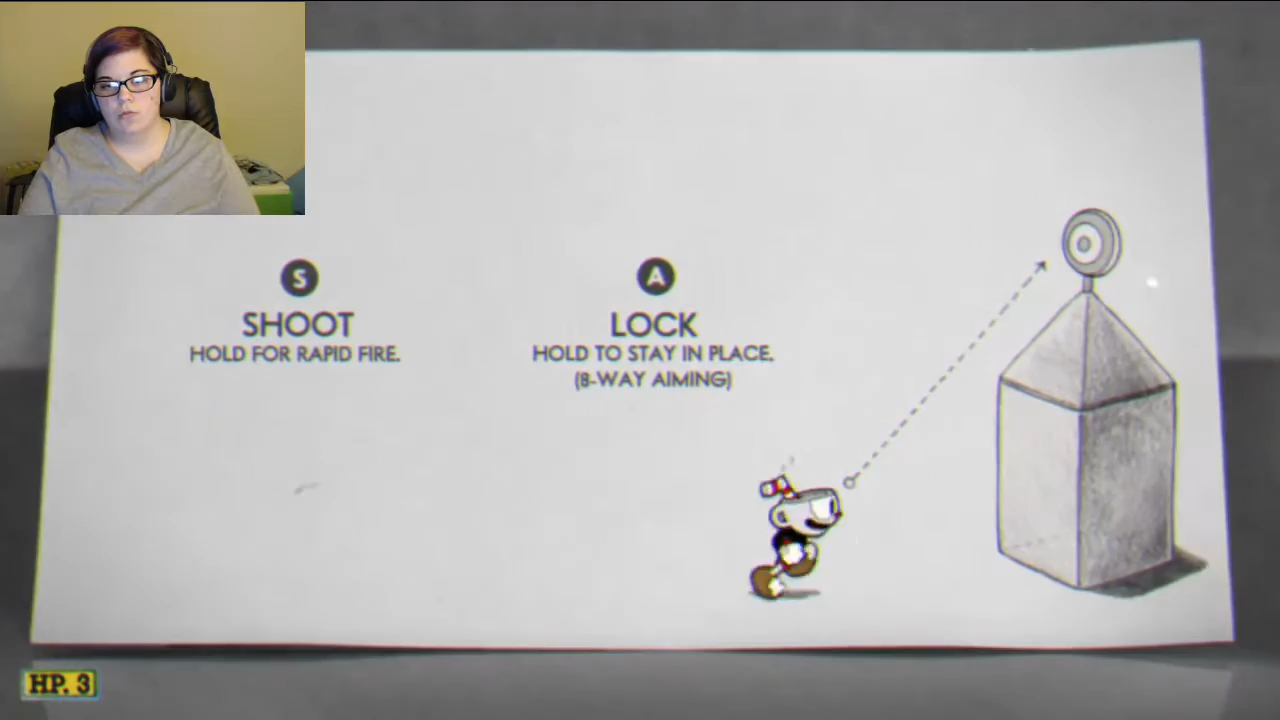 S
SHOOT
HOLD FOR RAPID FIRE.
A
LOCK
HOLD TO STAY IN PLACE.
(8-WAY AIMING)
HP. 3